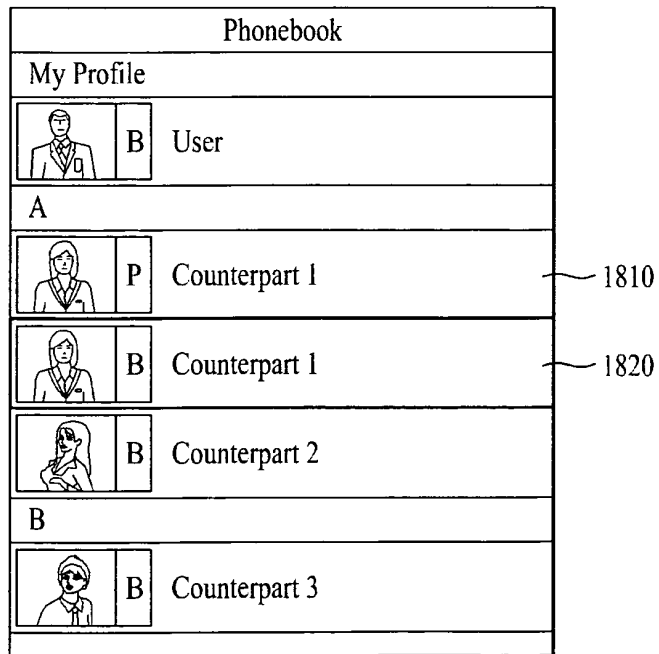 Phonebook
My Profile
B User
A
P Counterpart 1 1810
B Counterpart 1 1820
B Counterpart 2
B
B Counterpart 3